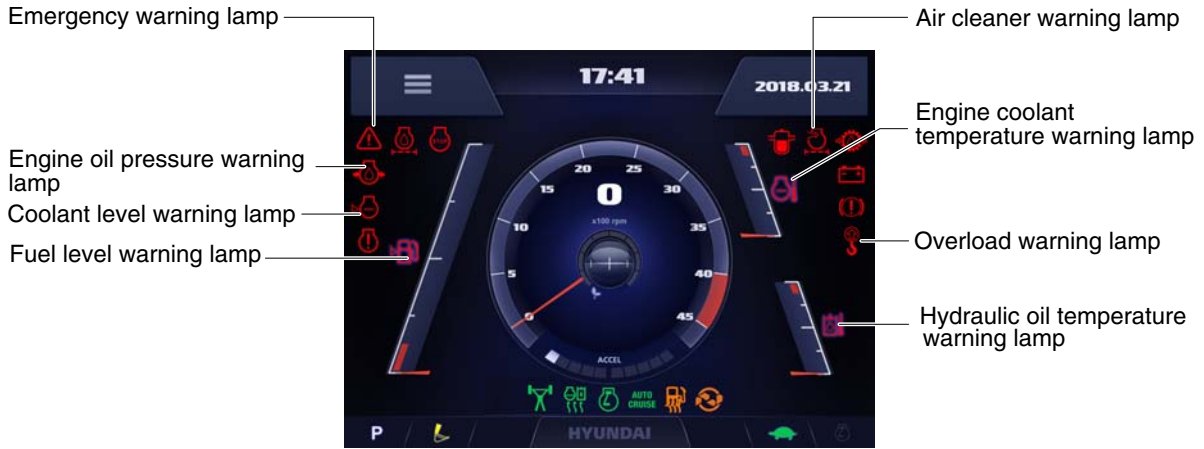 Emergency warning lamp
Engine oil pressure warning
lamp
Coolant level warning lamp
Fuel level warning lamp
17:41
2018.03.21
STOP
0
x100 rpm
0
5
10
15
20
25
30
35
40
45
ACCEL
AUTO
CRUISE
P
HYUNDAI
Air cleaner warning lamp
Engine coolant
temperature warning lamp
Overload warning lamp
Hydraulic oil temperature
warning lamp